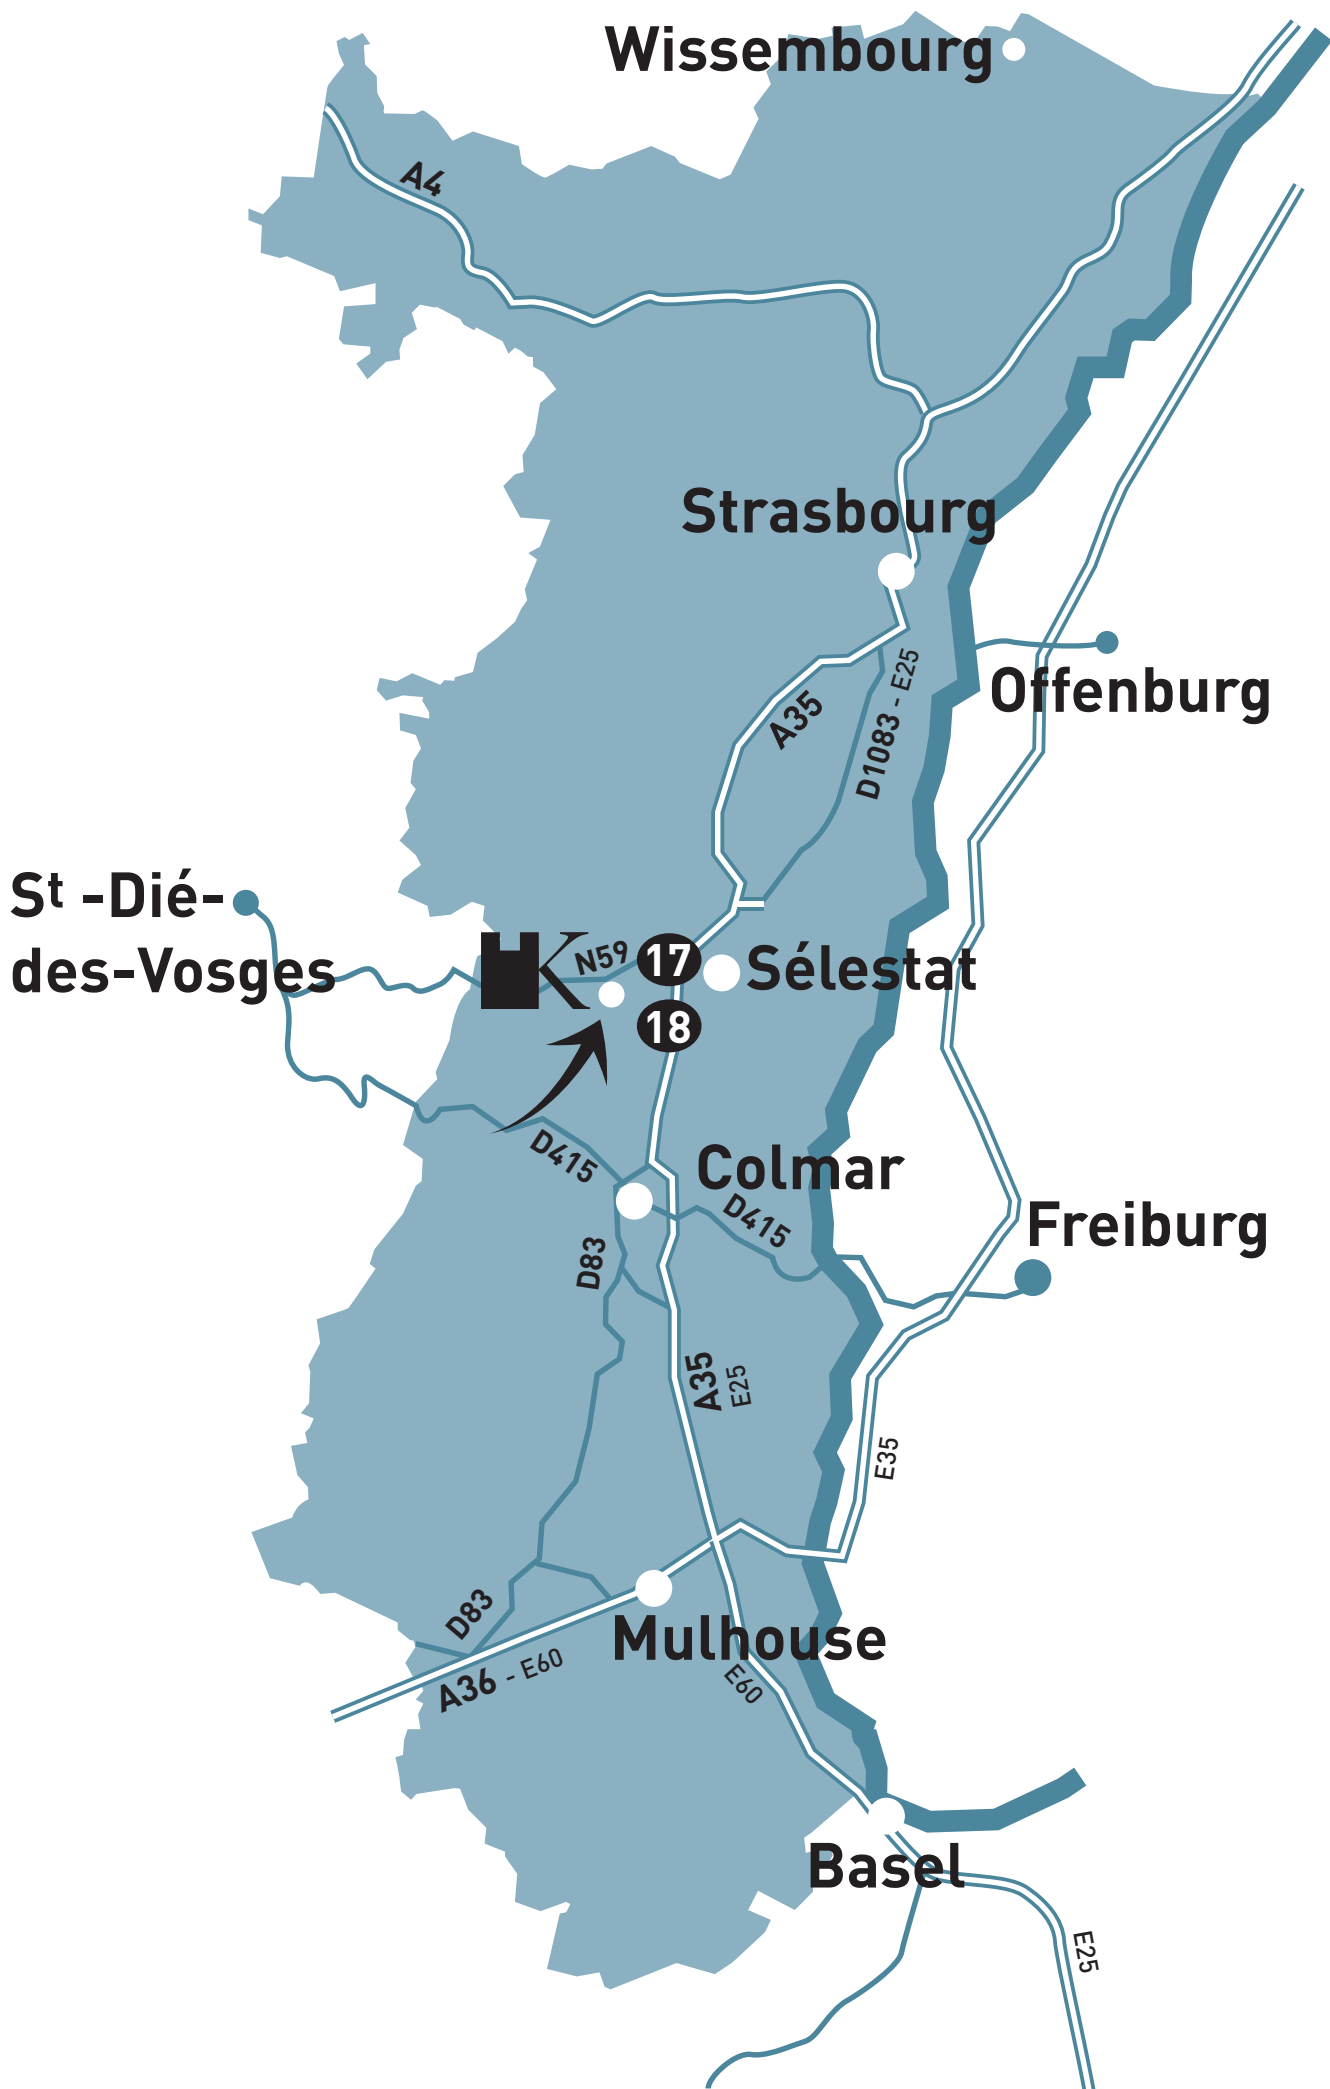 Wissembourg
A4
Strasbourg
Offenburg
A35
D1083 - E25
St -Dié-
des-Vosges
K
N59
17
Sélestat
18
D415
Colmar
D415
Freiburg
D83
A35
E25
E35
D83
Mulhouse
A36 - E60
E60
Basel
E25